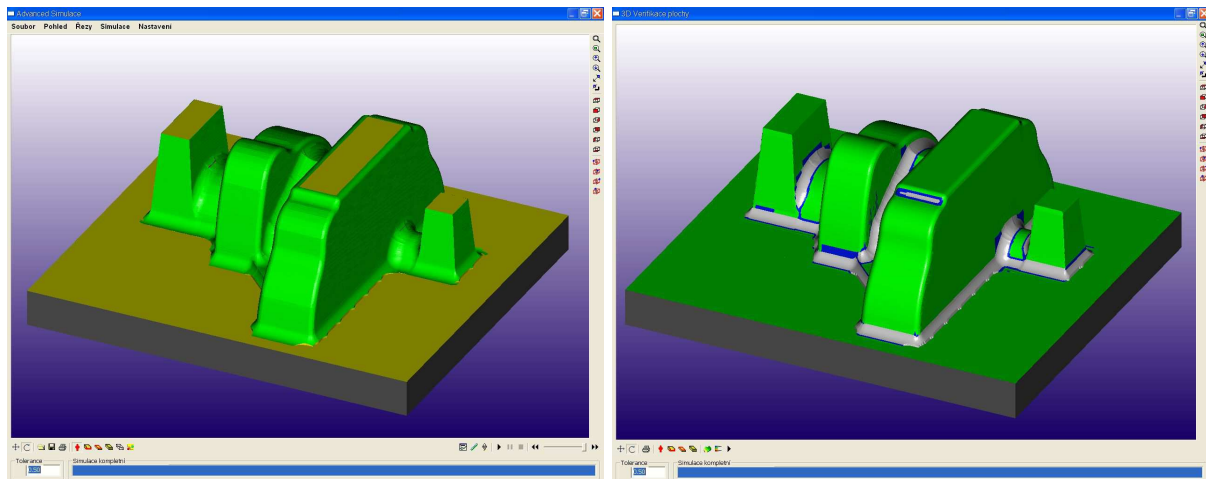 Advanced Simulace
Soubor Pohled Řezy Simulace Nastavení
Tolerance
0.50
Simulace kompletní
3D Verifikace plochy
Tolerance
0.50
Simulace kompletní